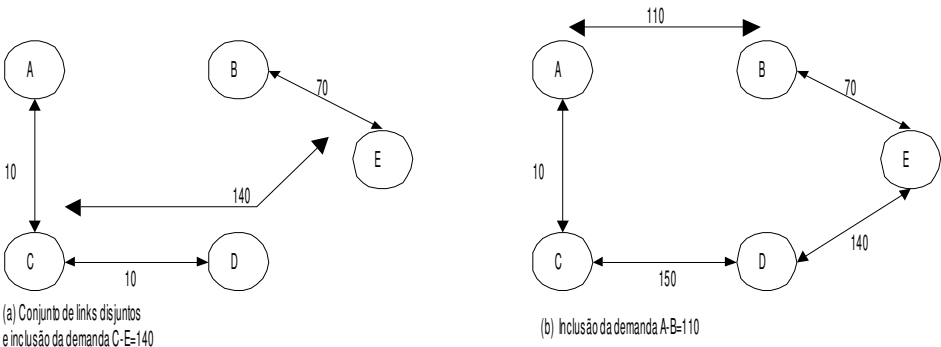 110
A
B
70
E
10
140
C
D
10
(a) Conjunto de links disjuntos
e inclusão da demanda C-E=140
A
B
70
E
10
140
C
D
150
(b) Inclusão da demanda A-B=110